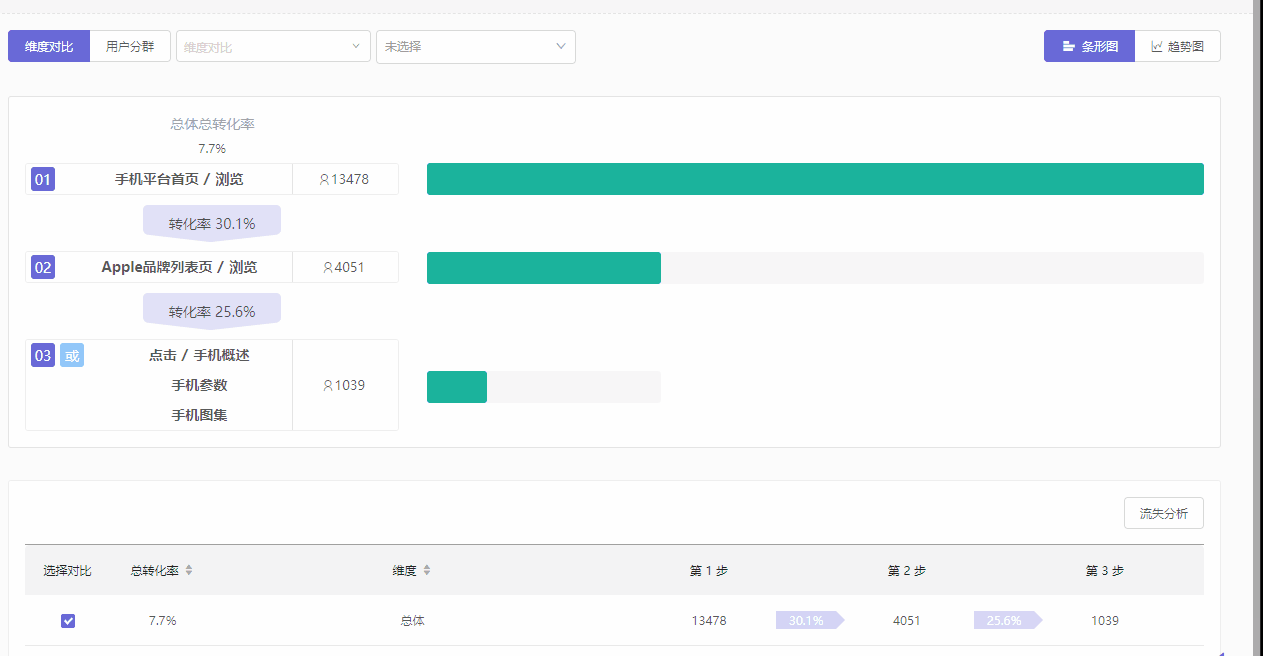 维度对比 用户分群 维度对比 未选择 条形图 趋势图
总体总转化率
7.7%
01 手机平台首页 / 浏览 13478
转化率 30.1%
02 Apple品牌列表页 / 浏览 4051
转化率 25.6%
03 或 点击 / 手机概述
手机参数 1039
手机图集
流失分析
选择对比 总转化率 维度 第 1 步 第 2 步 第 3 步
7.7% 总体 13478 30.1% 4051 25.6% 1039